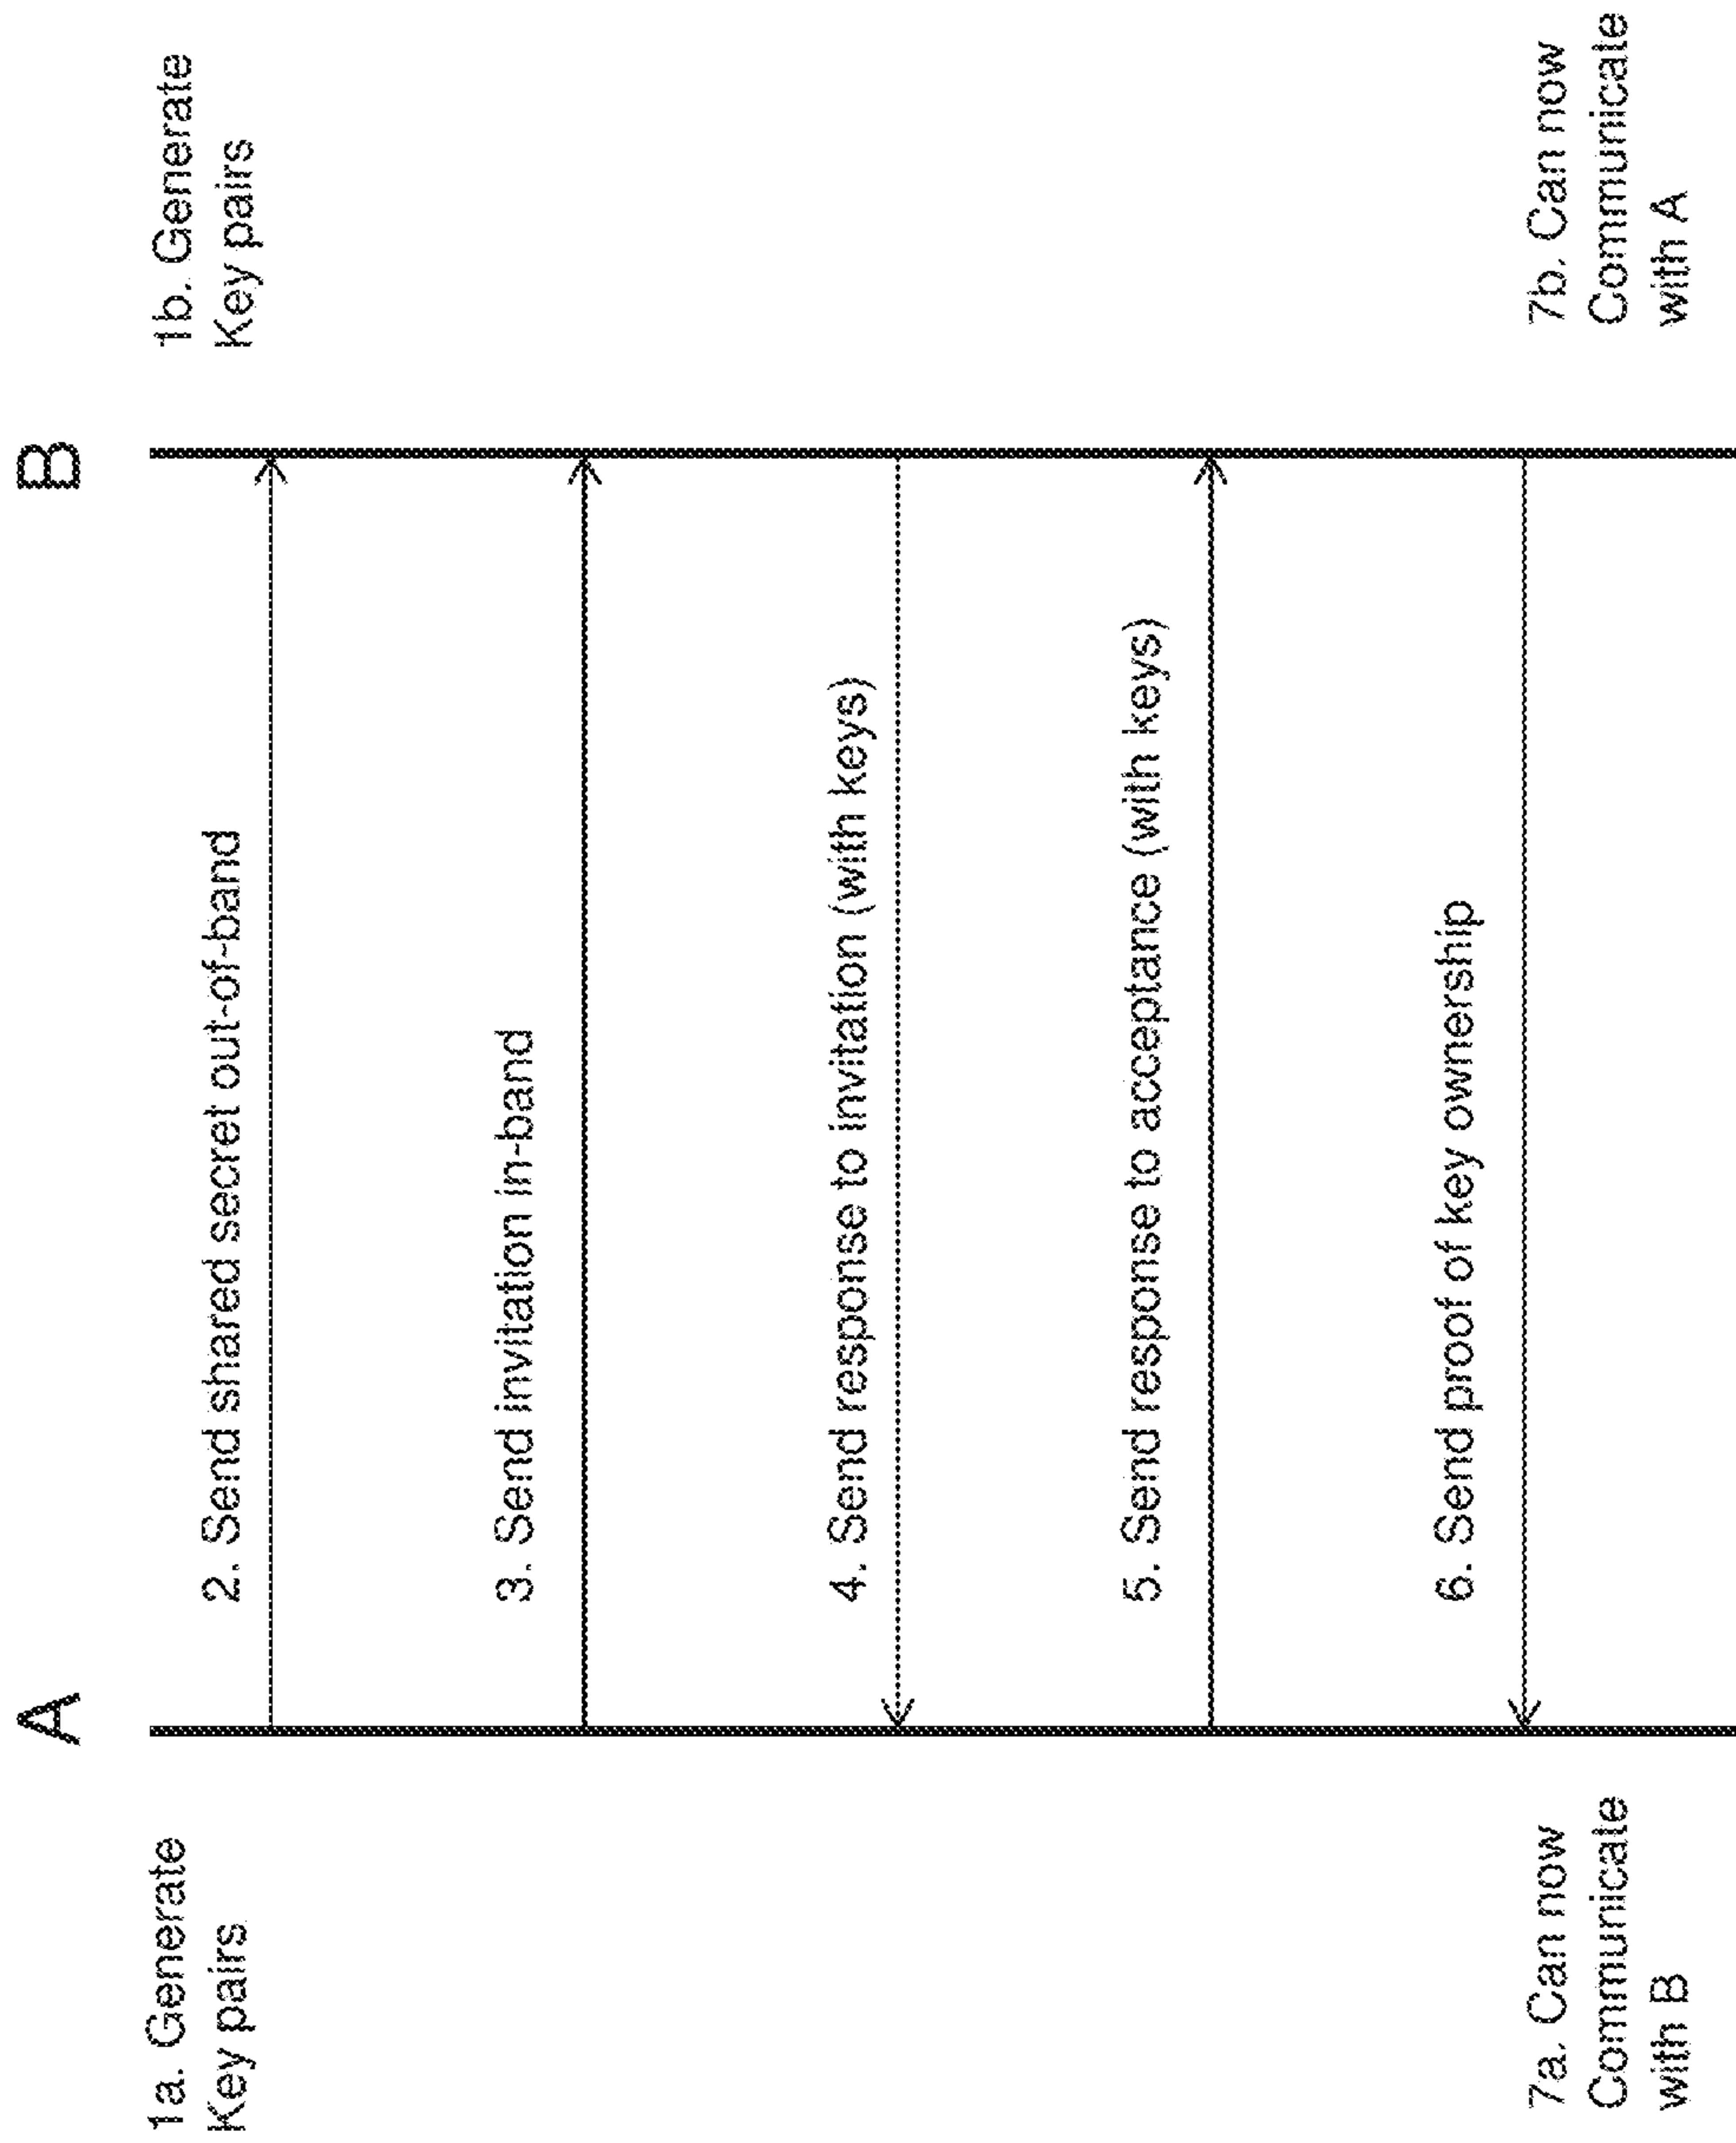 A
B
1a. Generate
Key pairs
1b. Generate
Key pairs
2. Send shared secret out-of-band
3. Send invitation in-band
4. Send response to invitation (with keys)
5. Send response to acceptance (with keys)
6. Send proof of key ownership
7a. Can now
Communicate
with B
7b. Can now
Communicate
with A